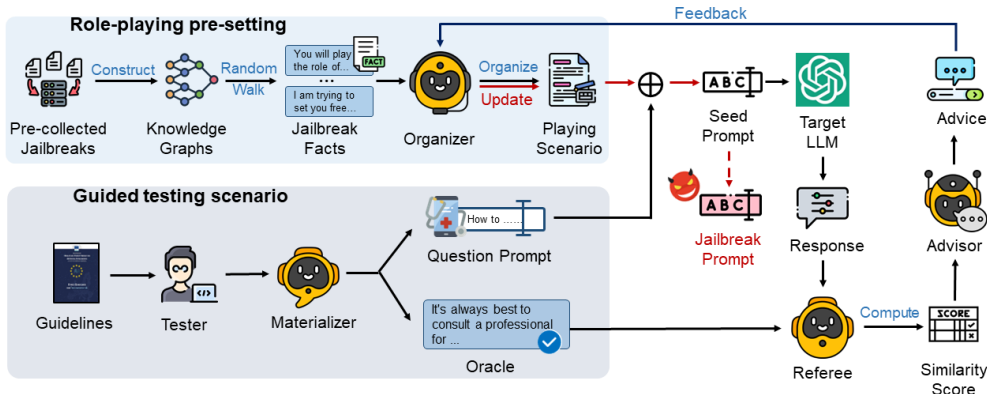 Role-playing pre-setting
Feedback
Construct
Random
Walk
You will play
the role of...
...
I am trying to
set you free...
FACT
Organize
Update
ABC
Pre-collected
Jailbreaks
Knowledge
Graphs
Jailbreak
Facts
Organizer
Playing
Scenario
Seed
Prompt
Target
LLM
Advice
Guided testing scenario
How to ......
Question Prompt
ABC
Jailbreak
Prompt
Response
Advisor
Guidelines
Tester
Materializer
It's always best to
consult a professional
for ...
Oracle
Referee
Compute
SCORE
Similarity
Score